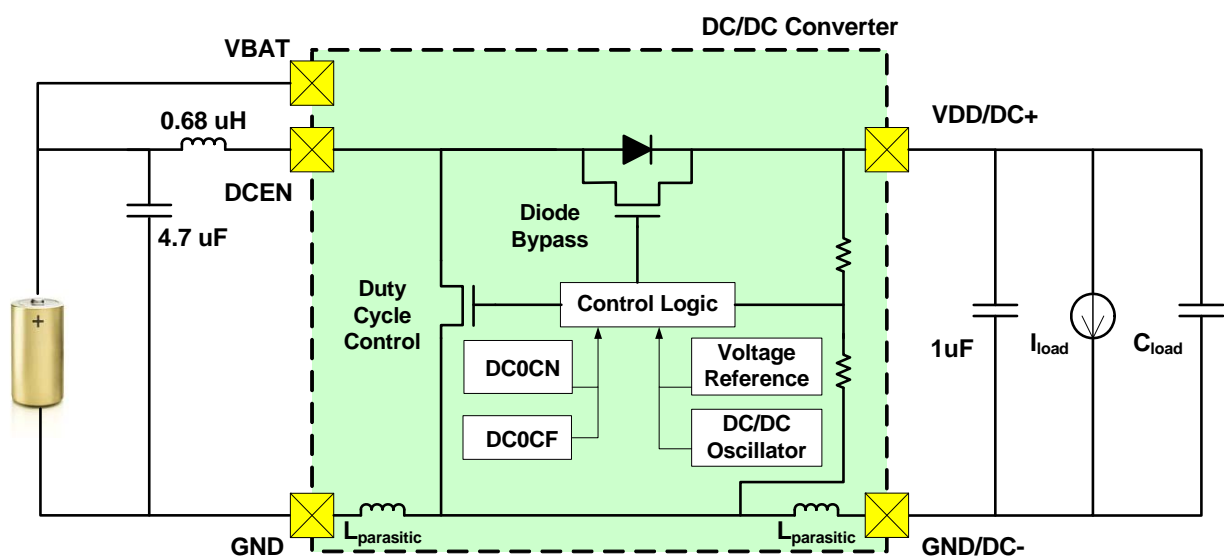 DC/DC Converter
VBAT
0.68 uH
VDD/DC+
DCEN
4.7 uF
Diode
Bypass
+
Duty
Cycle
Control
Control Logic
DC0CN
Voltage
Reference
1uF
Iload
Cload
DC0CF
DC/DC
Oscillator
Lparasitic
Lparasitic
GND
GND/DC-